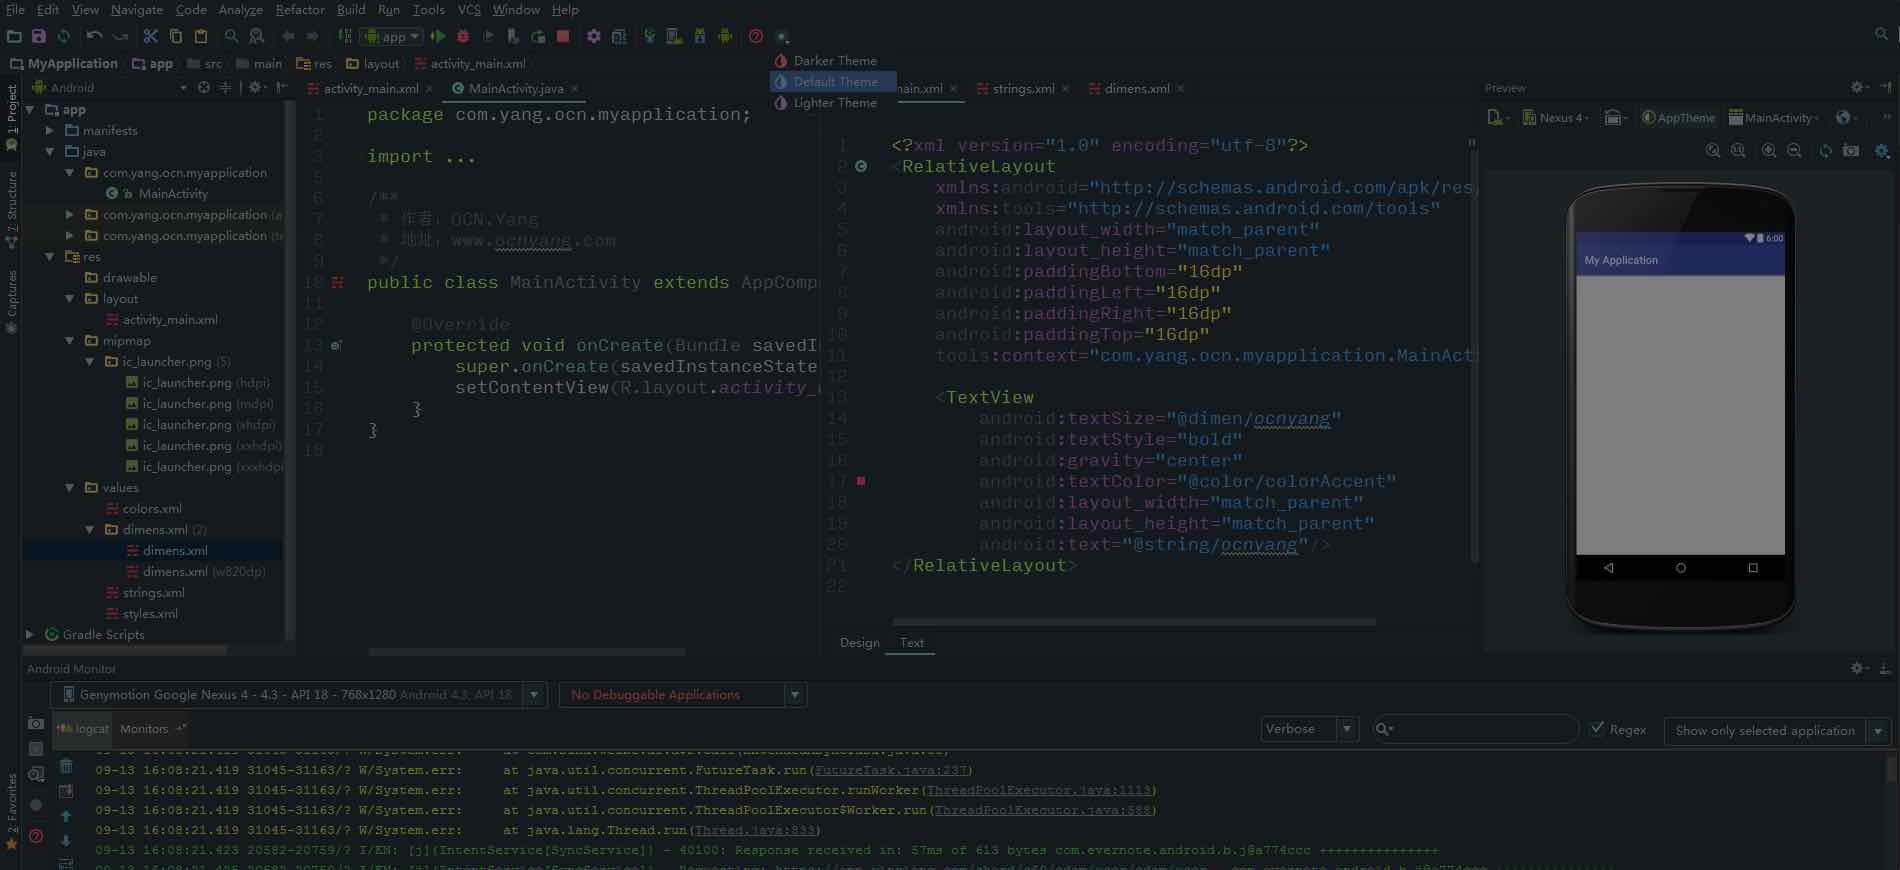 File Edit View Navigate Code Analyze Refactor Build Run Tools VCS Window Help
app
MyApplication app src main res layout activity_main.xml
Darker Theme
Default Theme
Lighter Theme
Android
activity_main.xml MainActivity.java main.xml strings.xml dimens.xml
1: Project
7: Structure
Captures
2: Favorites
app
manifests
java
com.yang.ocn.myapplication
MainActivity
com.yang.ocn.myapplication (a
com.yang.ocn.myapplication (te
res
drawable
layout
activity_main.xml
mipmap
ic_launcher.png (5)
ic_launcher.png (hdpi)
ic_launcher.png (mdpi)
ic_launcher.png (xhdpi)
ic_launcher.png (xxhdpi)
ic_launcher.png (xxxhdpi
values
colors.xml
dimens.xml (2)
dimens.xml
dimens.xml (w820dp)
strings.xml
styles.xml
Gradle Scripts
1 package com.yang.ocn.myapplication;
2
3 import ...
5
6 /**
7 * 作者：OCN.Yang
8 * 地址：www.ocnyang.com
9 */
10 public class MainActivity extends AppComp
11
12 @Override
13 protected void onCreate(Bundle savedI
14 super.onCreate(savedInstanceState
15 setContentView(R.layout.activity_
16 }
17 }
18
1 <?xml version="1.0" encoding="utf-8"?>
2 <RelativeLayout
3 xmlns:android="http://schemas.android.com/apk/res/
4 xmlns:tools="http://schemas.android.com/tools"
5 android:layout_width="match_parent"
6 android:layout_height="match_parent"
7 android:paddingBottom="16dp"
8 android:paddingLeft="16dp"
9 android:paddingRight="16dp"
10 android:paddingTop="16dp"
11 tools:context="com.yang.ocn.myapplication.MainAct
12
13 <TextView
14 android:textSize="@dimen/ocnyang"
15 android:textStyle="bold"
16 android:gravity="center"
17 android:textColor="@color/colorAccent"
18 android:layout_width="match_parent"
19 android:layout_height="match_parent"
20 android:text="@string/ocnyang"/>
21 </RelativeLayout>
22
Design Text
Preview
Nexus 4 AppTheme MainActivity
6:00
My Application
Android Monitor
Genymotion Google Nexus 4 - 4.3 - API 18 - 768x1280 Android 4.3, API 18
No Debuggable Applications
logcat Monitors
Verbose
Regex
Show only selected application
09-13 16:08:21.419 31045-31163/? W/System.err: at java.util.concurrent.FutureTask.run(FutureTask.java:237)
09-13 16:08:21.419 31045-31163/? W/System.err: at java.util.concurrent.ThreadPoolExecutor.runWorker(ThreadPoolExecutor.java:1113)
09-13 16:08:21.419 31045-31163/? W/System.err: at java.util.concurrent.ThreadPoolExecutor$Worker.run(ThreadPoolExecutor.java:588)
09-13 16:08:21.419 31045-31163/? W/System.err: at java.lang.Thread.run(Thread.java:833)
09-13 16:08:21.423 20582-20759/? I/EN: [j](IntentService[SyncService]) - 40100: Response received in: 57ms of 613 bytes com.evernote.android.b.j@a774ccc ++++++++++++++++